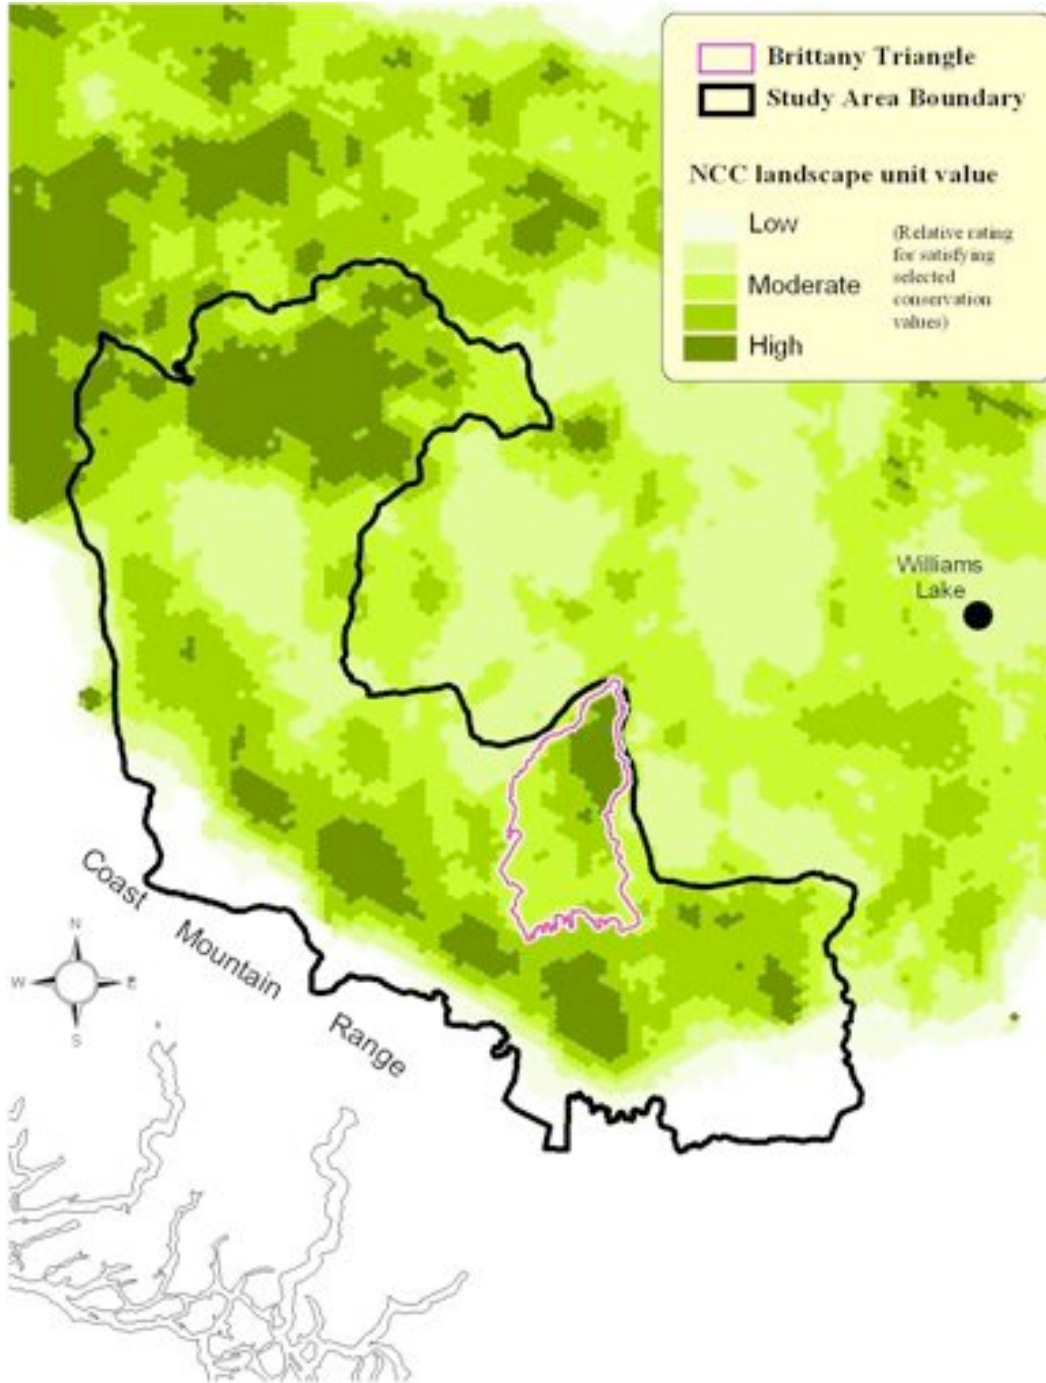 Brittany Triangle
Study Area Boundary
NCC landscape unit value
Low
Moderate
High
(Relative rating
for satisfying
selected
conservation
values)
Williams
Lake
Coast Mountain Range
N
W E
S